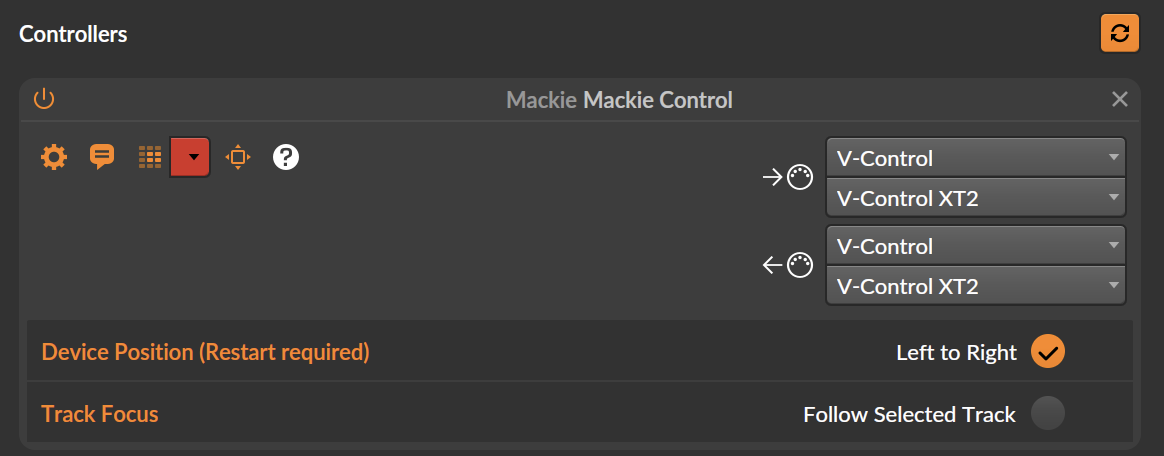 Controllers
Mackie Mackie Control
V-Control
V-Control XT2
V-Control
V-Control XT2
Device Position (Restart required) Left to Right
Track Focus Follow Selected Track